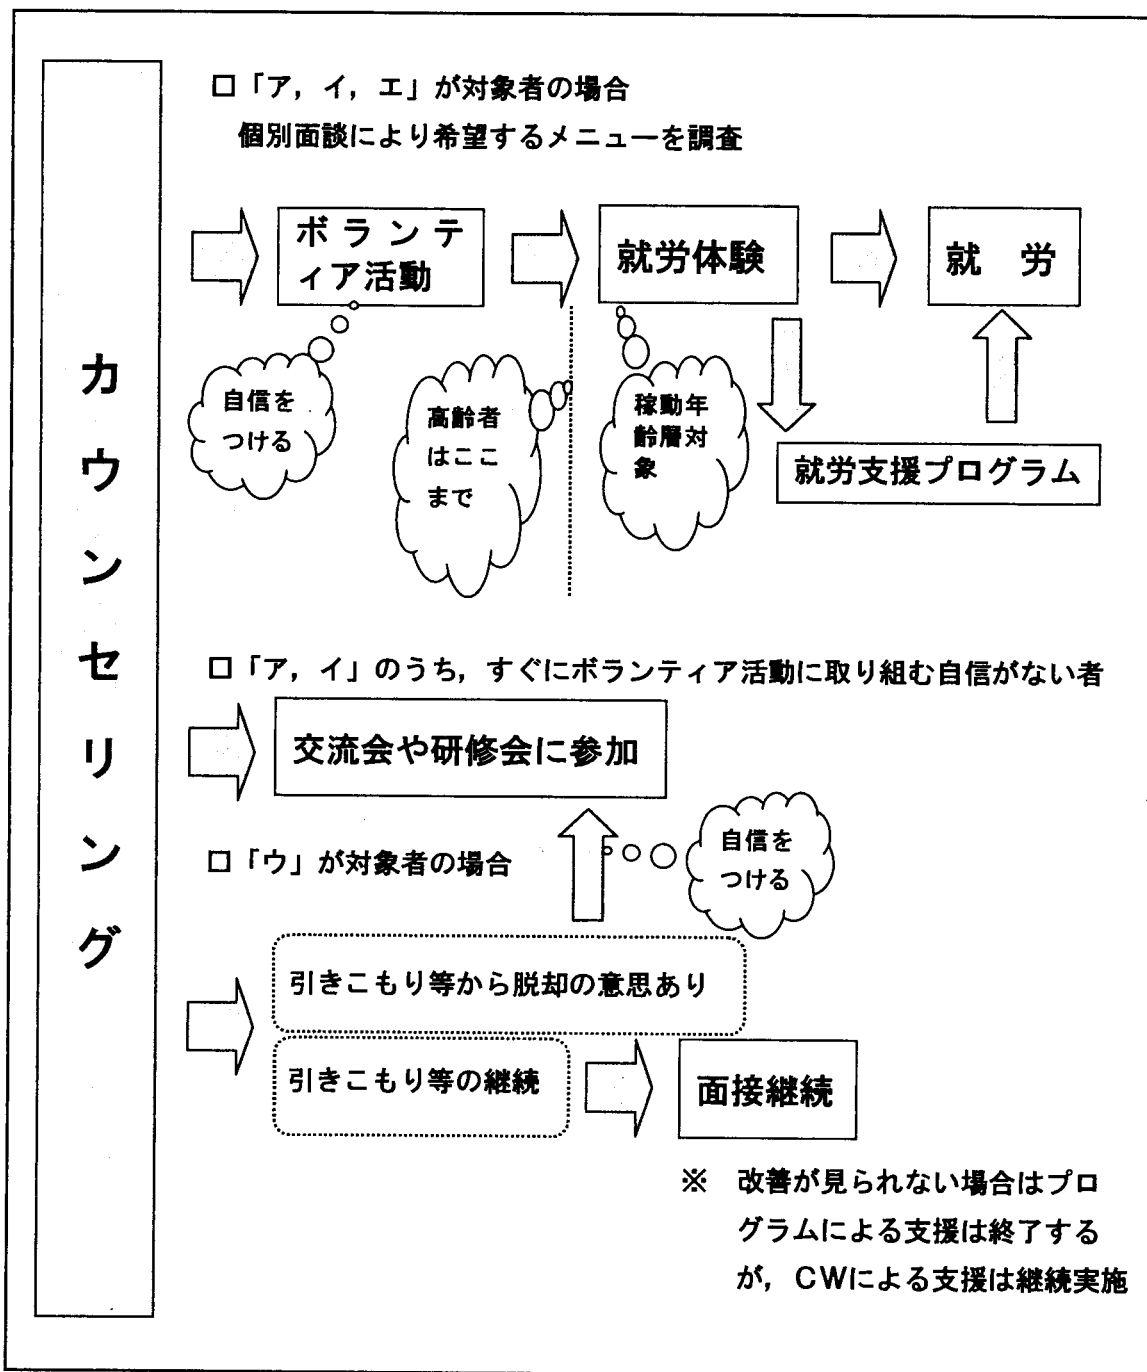 カウンセリング
□「ア，イ，エ」が対象者の場合
個別面談により希望するメニューを調査
ボランテ
ィア活動
就労体験
就 労
自信を
つける
高齢者
はここ
まで
稼動年
齢層対
象
就労支援プログラム
□「ア，イ」のうち，すぐにボランティア活動に取り組む自信がない者
交流会や研修会に参加
自信を
つける
□「ウ」が対象者の場合
引きこもり等から脱却の意思あり
引きこもり等の継続
面接継続
※ 改善が見られない場合はプロ
グラムによる支援は終了する
が，ＣＷによる支援は継続実施